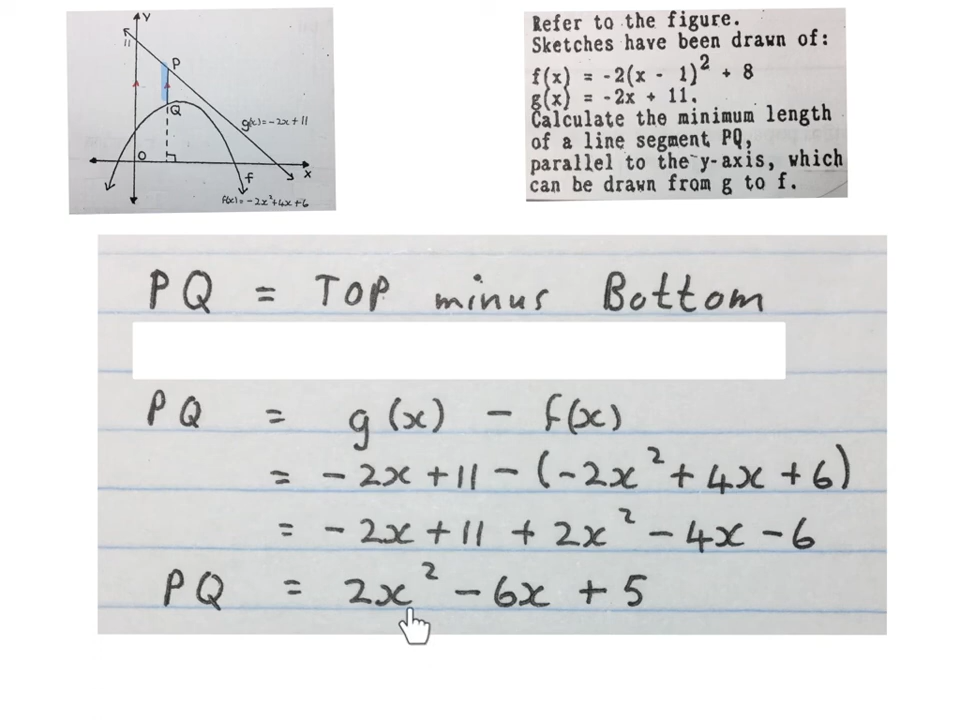 Y
11
P
Q
g(x) = -2x + 11
O
x
f
f(x) = -2x² + 4x + 6
Refer to the figure.
Sketches have been drawn of:
f(x) = -2(x - 1)² + 8
g(x) = -2x + 11.
Calculate the minimum length
of a line segment PQ,
parallel to the y-axis, which
can be drawn from g to f.
PQ = TOP minus Bottom
PQ = g(x) - f(x)
= -2x + 11 - (-2x² + 4x + 6)
= -2x + 11 + 2x² - 4x - 6
PQ = 2x² - 6x + 5